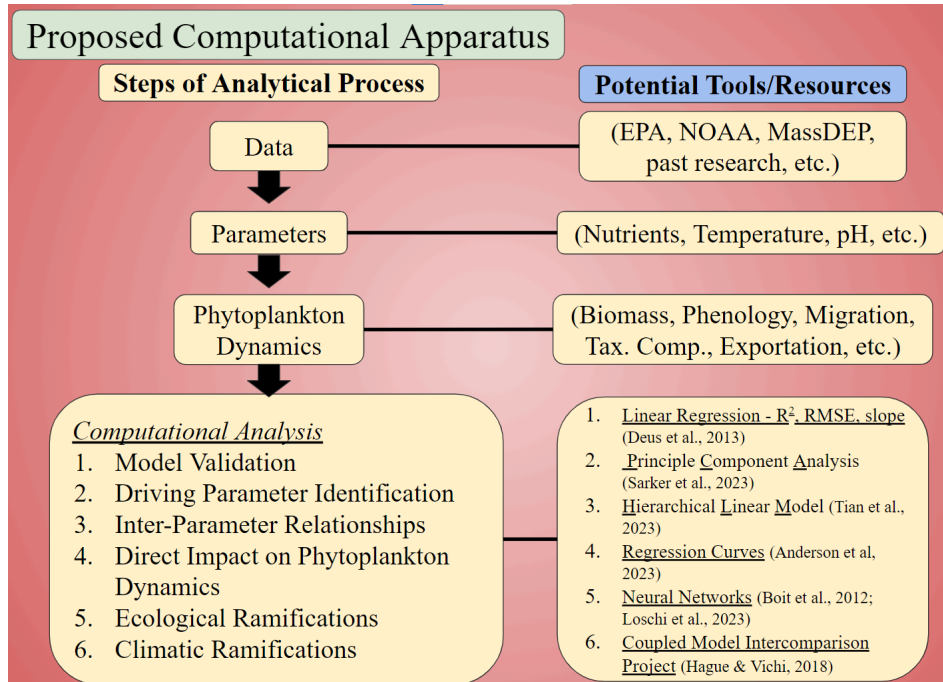 Proposed Computational Apparatus
Steps of Analytical Process
Potential Tools/Resources
Data
(EPA, NOAA, MassDEP,
past research, etc.)
Parameters
(Nutrients, Temperature, pH, etc.)
Phytoplankton
Dynamics
(Biomass, Phenology, Migration,
Tax. Comp., Exportation, etc.)
Computational Analysis
1. Model Validation
2. Driving Parameter Identification
3. Inter-Parameter Relationships
4. Direct Impact on Phytoplankton
Dynamics
5. Ecological Ramifications
6. Climatic Ramifications
1. Linear Regression - R², RMSE, slope
(Deus et al., 2013)
2. Principle Component Analysis
(Sarker et al., 2023)
3. Hierarchical Linear Model (Tian et al.,
2023)
4. Regression Curves (Anderson et al,
2023)
5. Neural Networks (Boit et al., 2012;
Loschi et al., 2023)
6. Coupled Model Intercomparison
Project (Hague & Vichi, 2018)